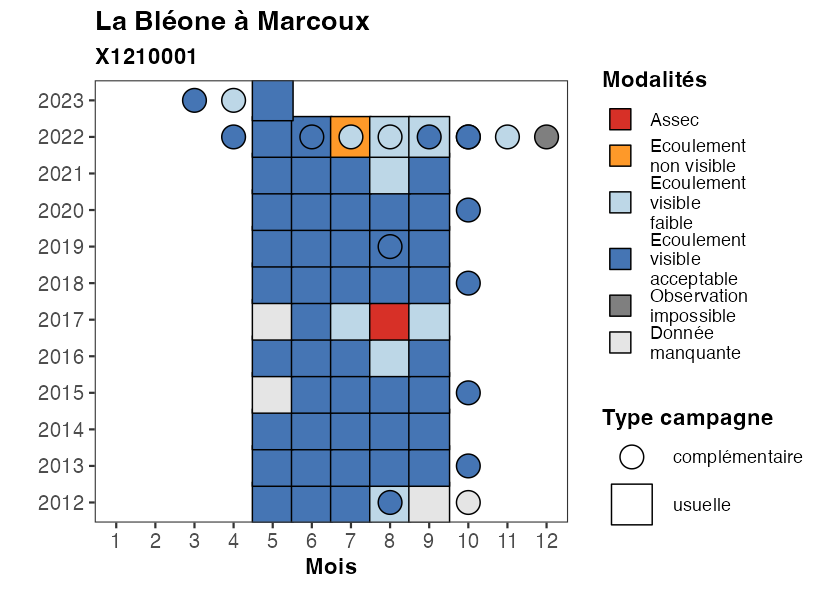 La Bléone à Marcoux
X1210001
2023
2022
2021
2020
2019
2018
2017
2016
2015
2014
2013
2012
1 2 3 4 5 6 7 8 9 10 11 12
Mois
Modalités
Assec
Ecoulement
non visible
Ecoulement
visible
faible
Ecoulement
visible
acceptable
Observation
impossible
Donnée
manquante
Type campagne
complémentaire
usuelle